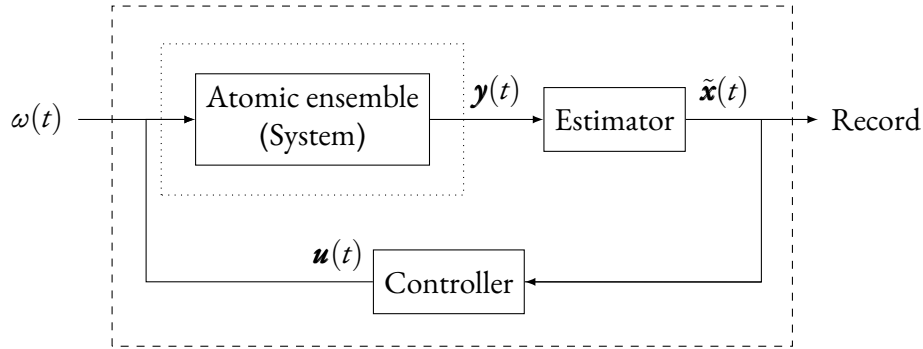 ω(t)
Atomic ensemble
(System)
y(t)
Estimator
x̃(t)
Record
u(t)
Controller